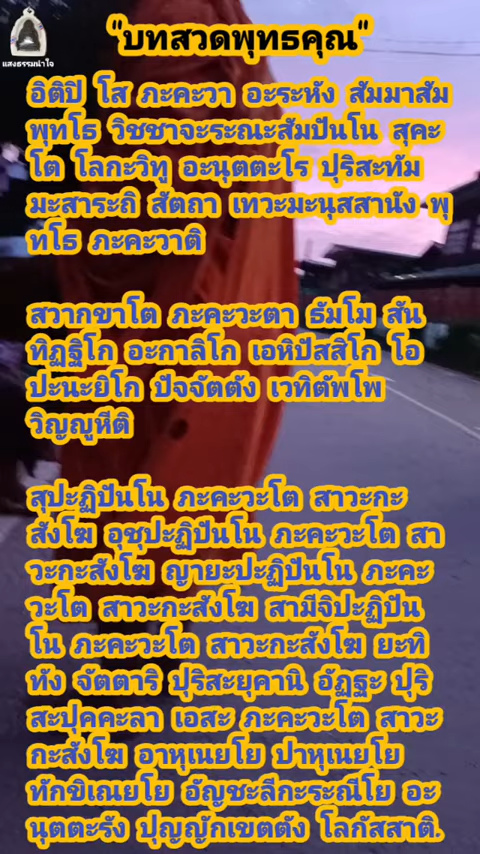 แสงธรรมนำใจ
"บทสวดพุทธคุณ"
อิติปิ โส ภะคะวา อะระหัง สัมมาสัม
พุทโธ วิชชาจะระณะสัมปันโน สุคะ
โต โลกะวิทู อะนุตตะโร ปุริสะทัม
มะสาระถิ สัตถา เทวะมะนุสสานัง พุ
ทโธ ภะคะวาติ
สวากขาโต ภะคะวะตา ธัมโม สัน
ทิฏฐิโก อะกาลิโก เอหิปัสสิโก โอ
ปะนะยิโก ปัจจัตตัง เวทิตัพโพ
วิญญูหีติ
สุปะฏิปันโน ภะคะวะโต สาวะกะ
สังโฆ อุชุปะฏิปันโน ภะคะวะโต สา
วะกะสังโฆ ญายะปะฏิปันโน ภะคะ
วะโต สาวะกะสังโฆ สามีจิปะฏิปัน
โน ภะคะวะโต สาวะกะสังโฆ ยะทิ
ทัง จัตตาริ ปุริสะยุคานิ อัฏฐะ ปุริ
สะปุคคะลา เอสะ ภะคะวะโต สาวะ
กะสังโฆ อาหุเนยโย ปาหุเนยโย
ทักขิเณยโย อัญชะลีกะระณีโย อะ
นุตตะรัง ปุญญักเขตตัง โลกัสสาติ.